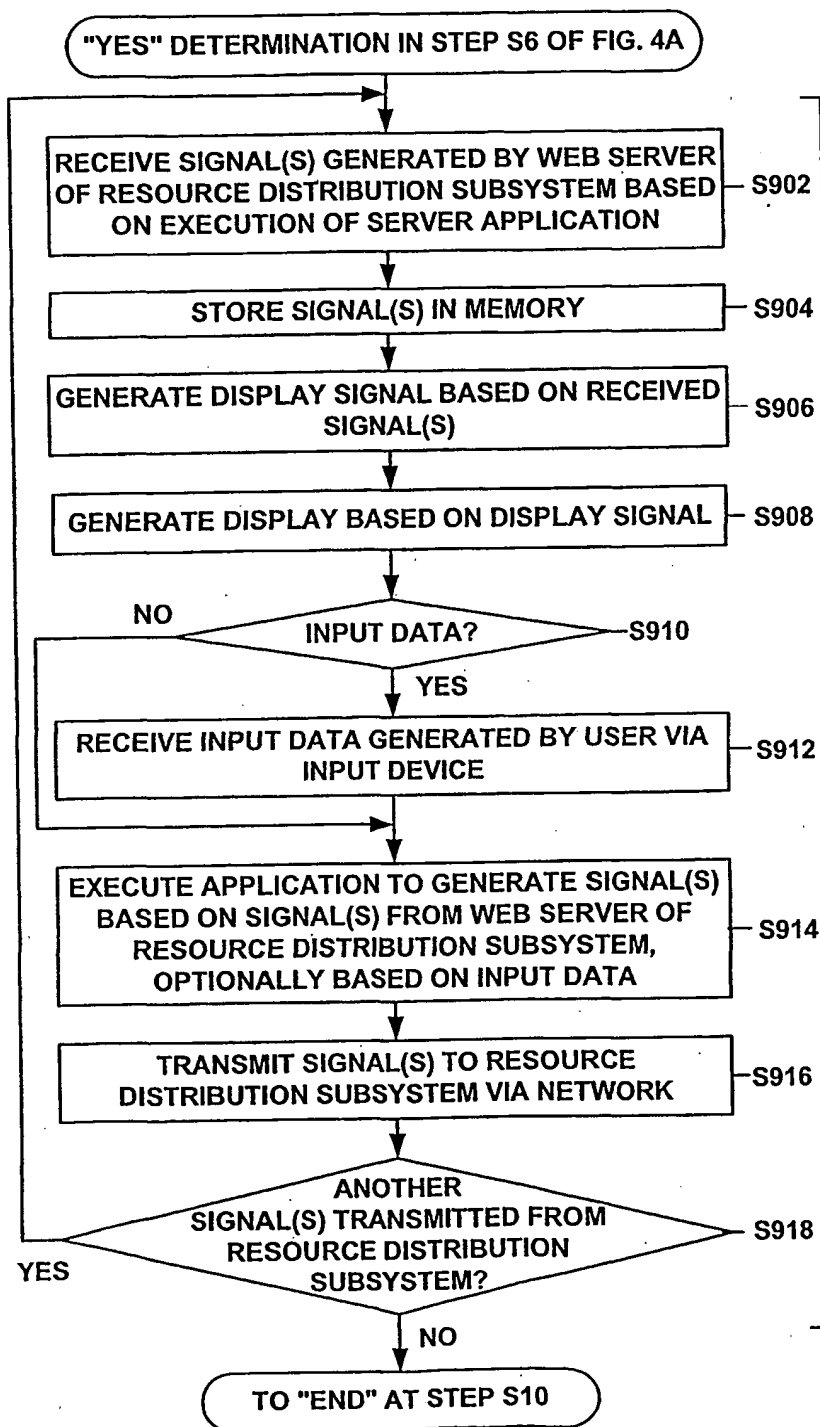 "YES" DETERMINATION IN STEP S6 OF FIG. 4A
RECEIVE SIGNAL(S) GENERATED BY WEB SERVER
OF RESOURCE DISTRIBUTION SUBSYSTEM BASED
ON EXECUTION OF SERVER APPLICATION
S902
STORE SIGNAL(S) IN MEMORY
S904
GENERATE DISPLAY SIGNAL BASED ON RECEIVED
SIGNAL(S)
S906
GENERATE DISPLAY BASED ON DISPLAY SIGNAL
S908
NO
INPUT DATA?
S910
YES
RECEIVE INPUT DATA GENERATED BY USER VIA
INPUT DEVICE
S912
EXECUTE APPLICATION TO GENERATE SIGNAL(S)
BASED ON SIGNAL(S) FROM WEB SERVER OF
RESOURCE DISTRIBUTION SUBSYSTEM,
OPTIONALLY BASED ON INPUT DATA
S914
TRANSMIT SIGNAL(S) TO RESOURCE
DISTRIBUTION SUBSYSTEM VIA NETWORK
S916
ANOTHER
SIGNAL(S) TRANSMITTED FROM
RESOURCE DISTRIBUTION
SUBSYSTEM?
S918
YES
NO
TO "END" AT STEP S10